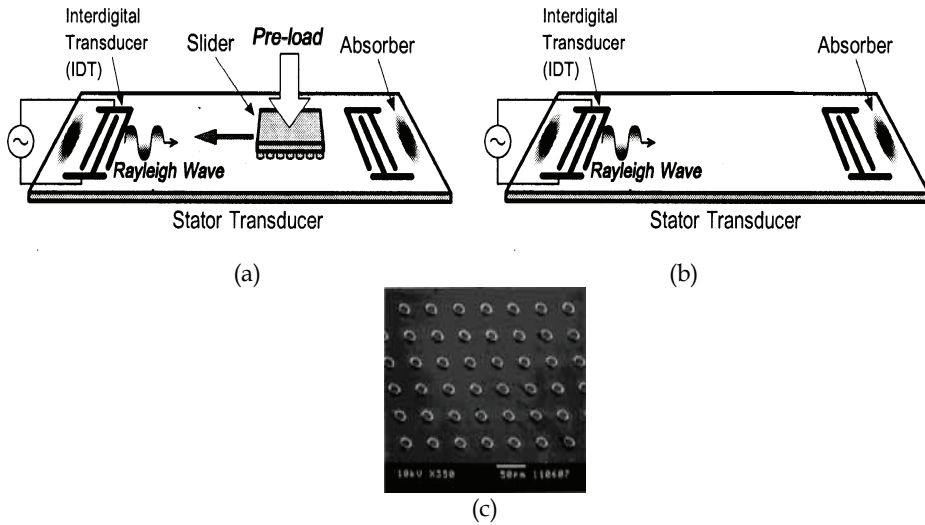 Interdigital
Transducer
(IDT)
Slider
Pre-load
Absorber
~
Rayleigh Wave
Stator Transducer
(a)
Interdigital
Transducer
(IDT)
Absorber
~
Rayleigh Wave
Stator Transducer
(b)
10kV X350 50µm 110607
(c)